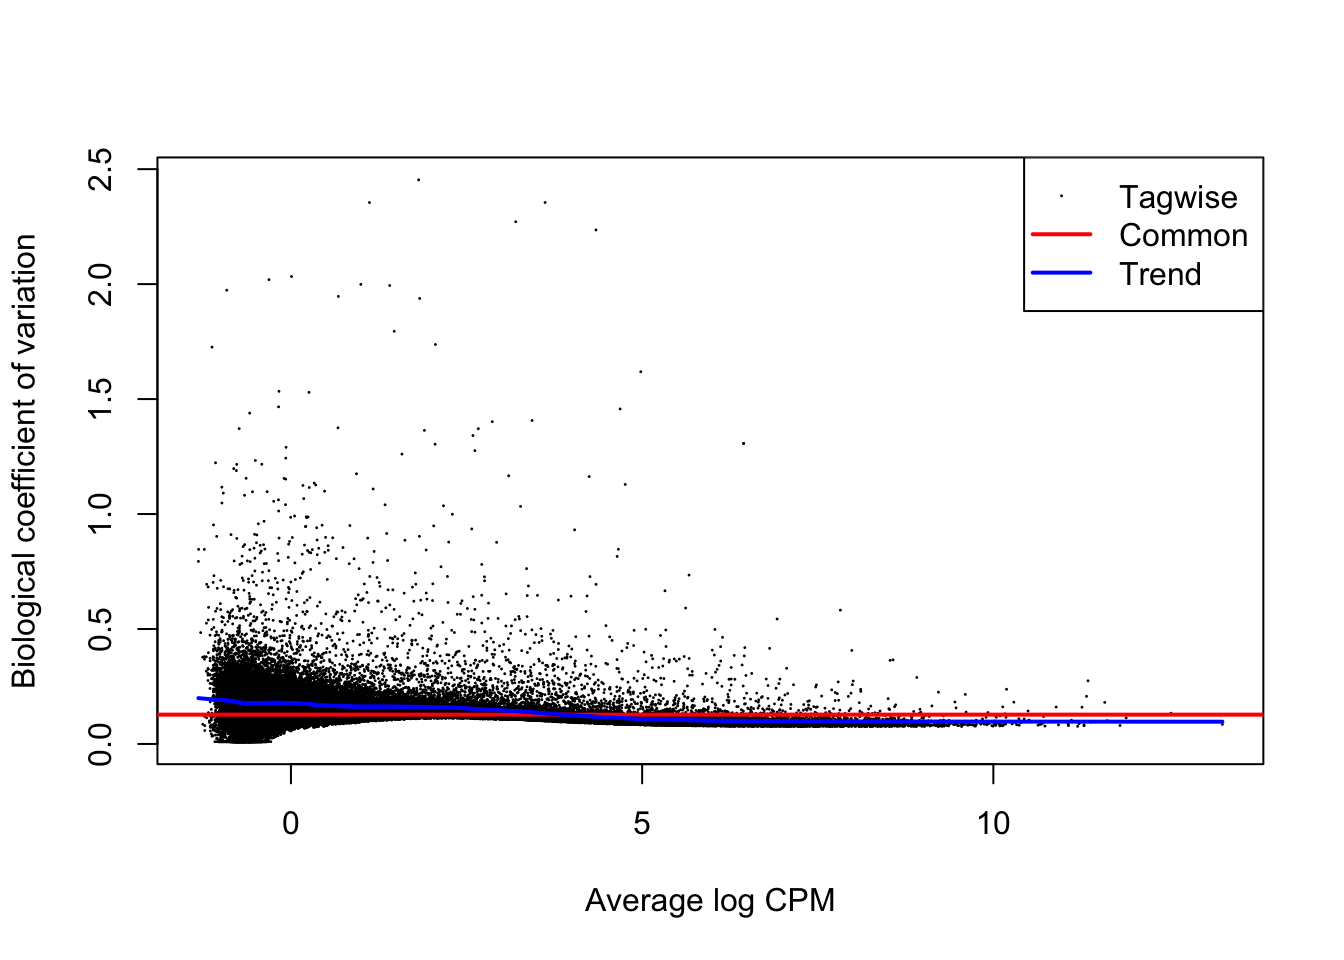 Tagwise
Common
Trend
Biological coefficient of variation
2.5
2.0
1.5
1.0
0.5
0.0
0 5 10
Average log CPM